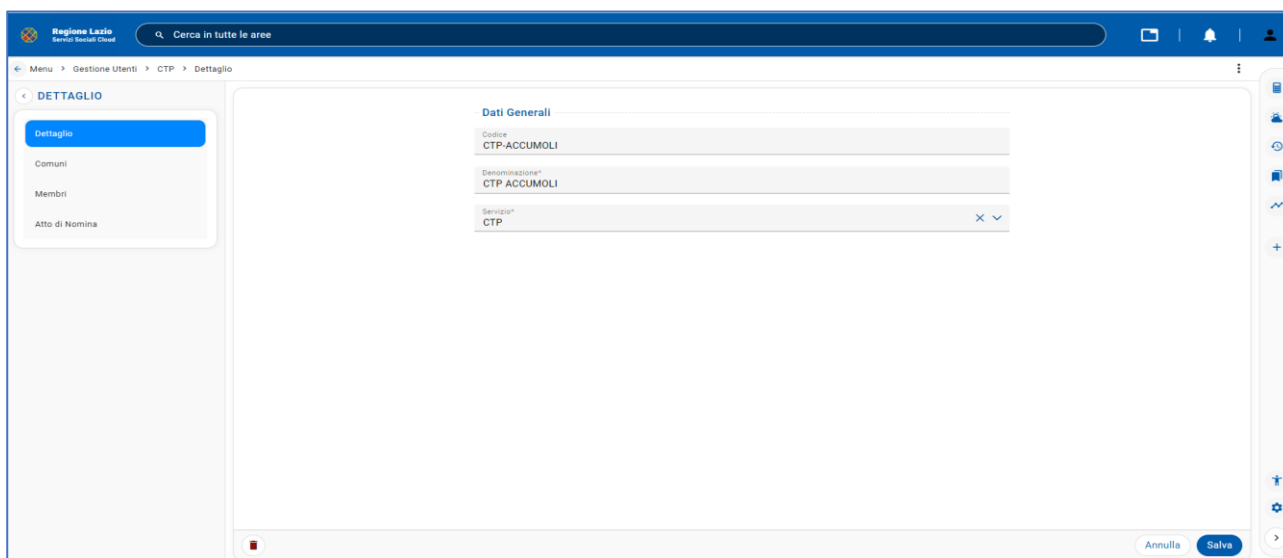 Regione Lazio
Servizi Sociali Cloud
Cerca in tutte le aree
Menu > Gestione Utenti > CTP > Dettaglio
DETTAGLIO
Dettaglio
Comuni
Membri
Atto di Nomina
Dati Generali
Codice
CTP-ACCUMOLI
Denominazione*
CTP ACCUMOLI
Servizio*
CTP
Annulla
Salva